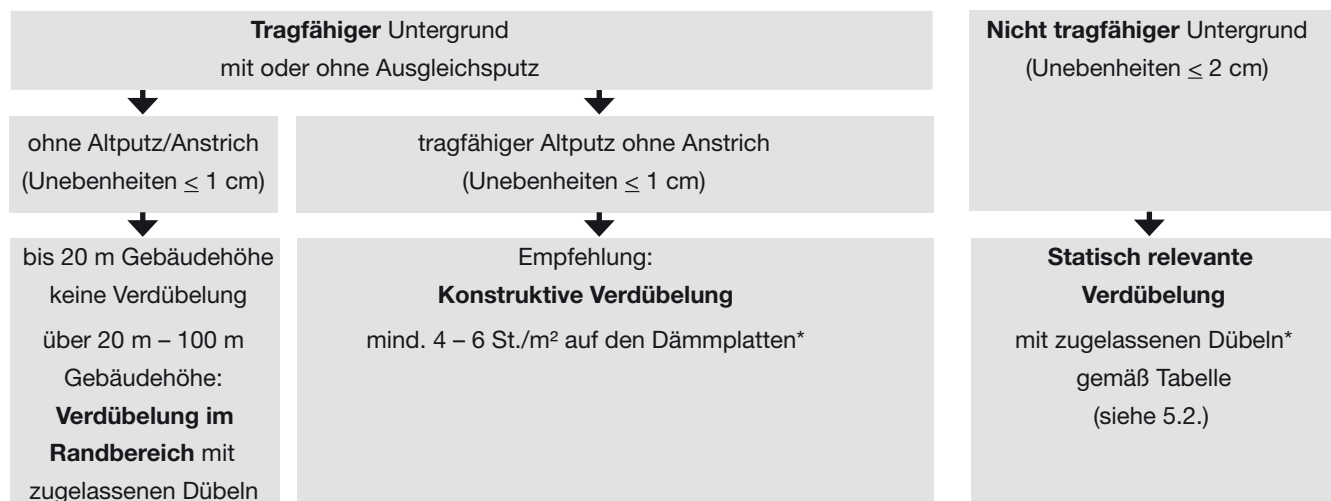 Tragfähiger Untergrund
mit oder ohne Ausgleichsputz
Nicht tragfähiger Untergrund
(Unebenheiten ≤ 2 cm)
ohne Altputz/Anstrich
(Unebenheiten ≤ 1 cm)
tragfähiger Altputz ohne Anstrich
(Unebenheiten ≤ 1 cm)
bis 20 m Gebäudehöhe
keine Verdübelung
über 20 m – 100 m
Gebäudehöhe:
Verdübelung im
Randbereich mit
zugelassenen Dübeln
Empfehlung:
Konstruktive Verdübelung
mind. 4 – 6 St./m² auf den Dämmplatten*
Statisch relevante
Verdübelung
mit zugelassenen Dübeln*
gemäß Tabelle
(siehe 5.2.)